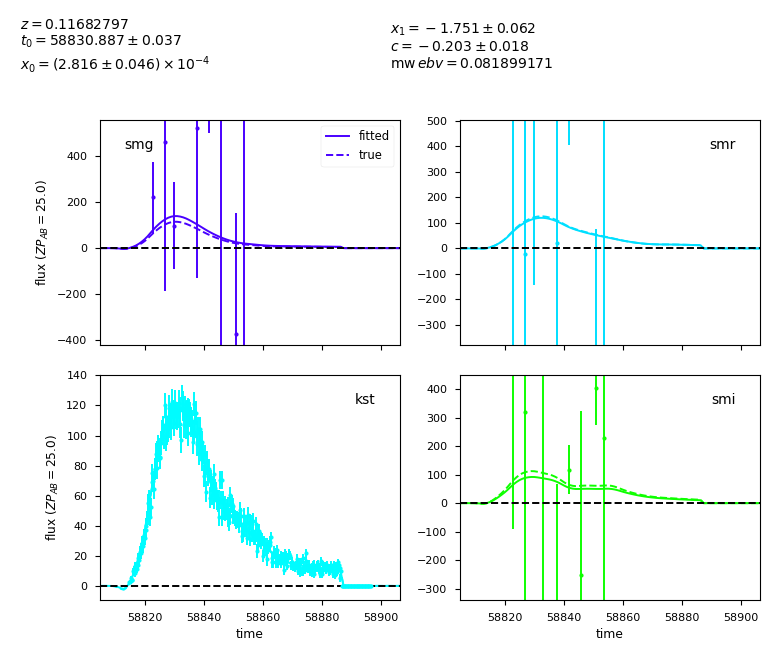 z = 0.11682797
t0 = 58830.887 ± 0.037
x0 = (2.816 ± 0.046) × 10^−4
x1 = −1.751 ± 0.062
c = −0.203 ± 0.018
mw ebv = 0.081899171
smg
fitted
true
400
200
0
−200
−400
flux (ZP_AB = 25.0)
smr
500
400
300
200
100
0
−100
−200
−300
kst
140
120
100
80
60
40
20
0
flux (ZP_AB = 25.0)
58820 58840 58860 58880 58900
time
smi
400
300
200
100
0
−100
−200
−300
58820 58840 58860 58880 58900
time